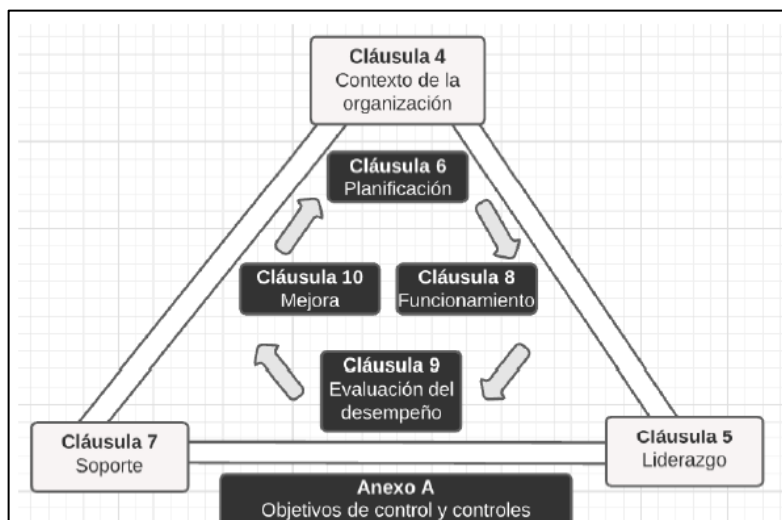 Cláusula 4
Contexto de la
organización
Cláusula 6
Planificación
Cláusula 10
Mejora
Cláusula 8
Funcionamiento
Cláusula 9
Evaluación del
desempeño
Cláusula 7
Soporte
Cláusula 5
Liderazgo
Anexo A
Objetivos de control y controles